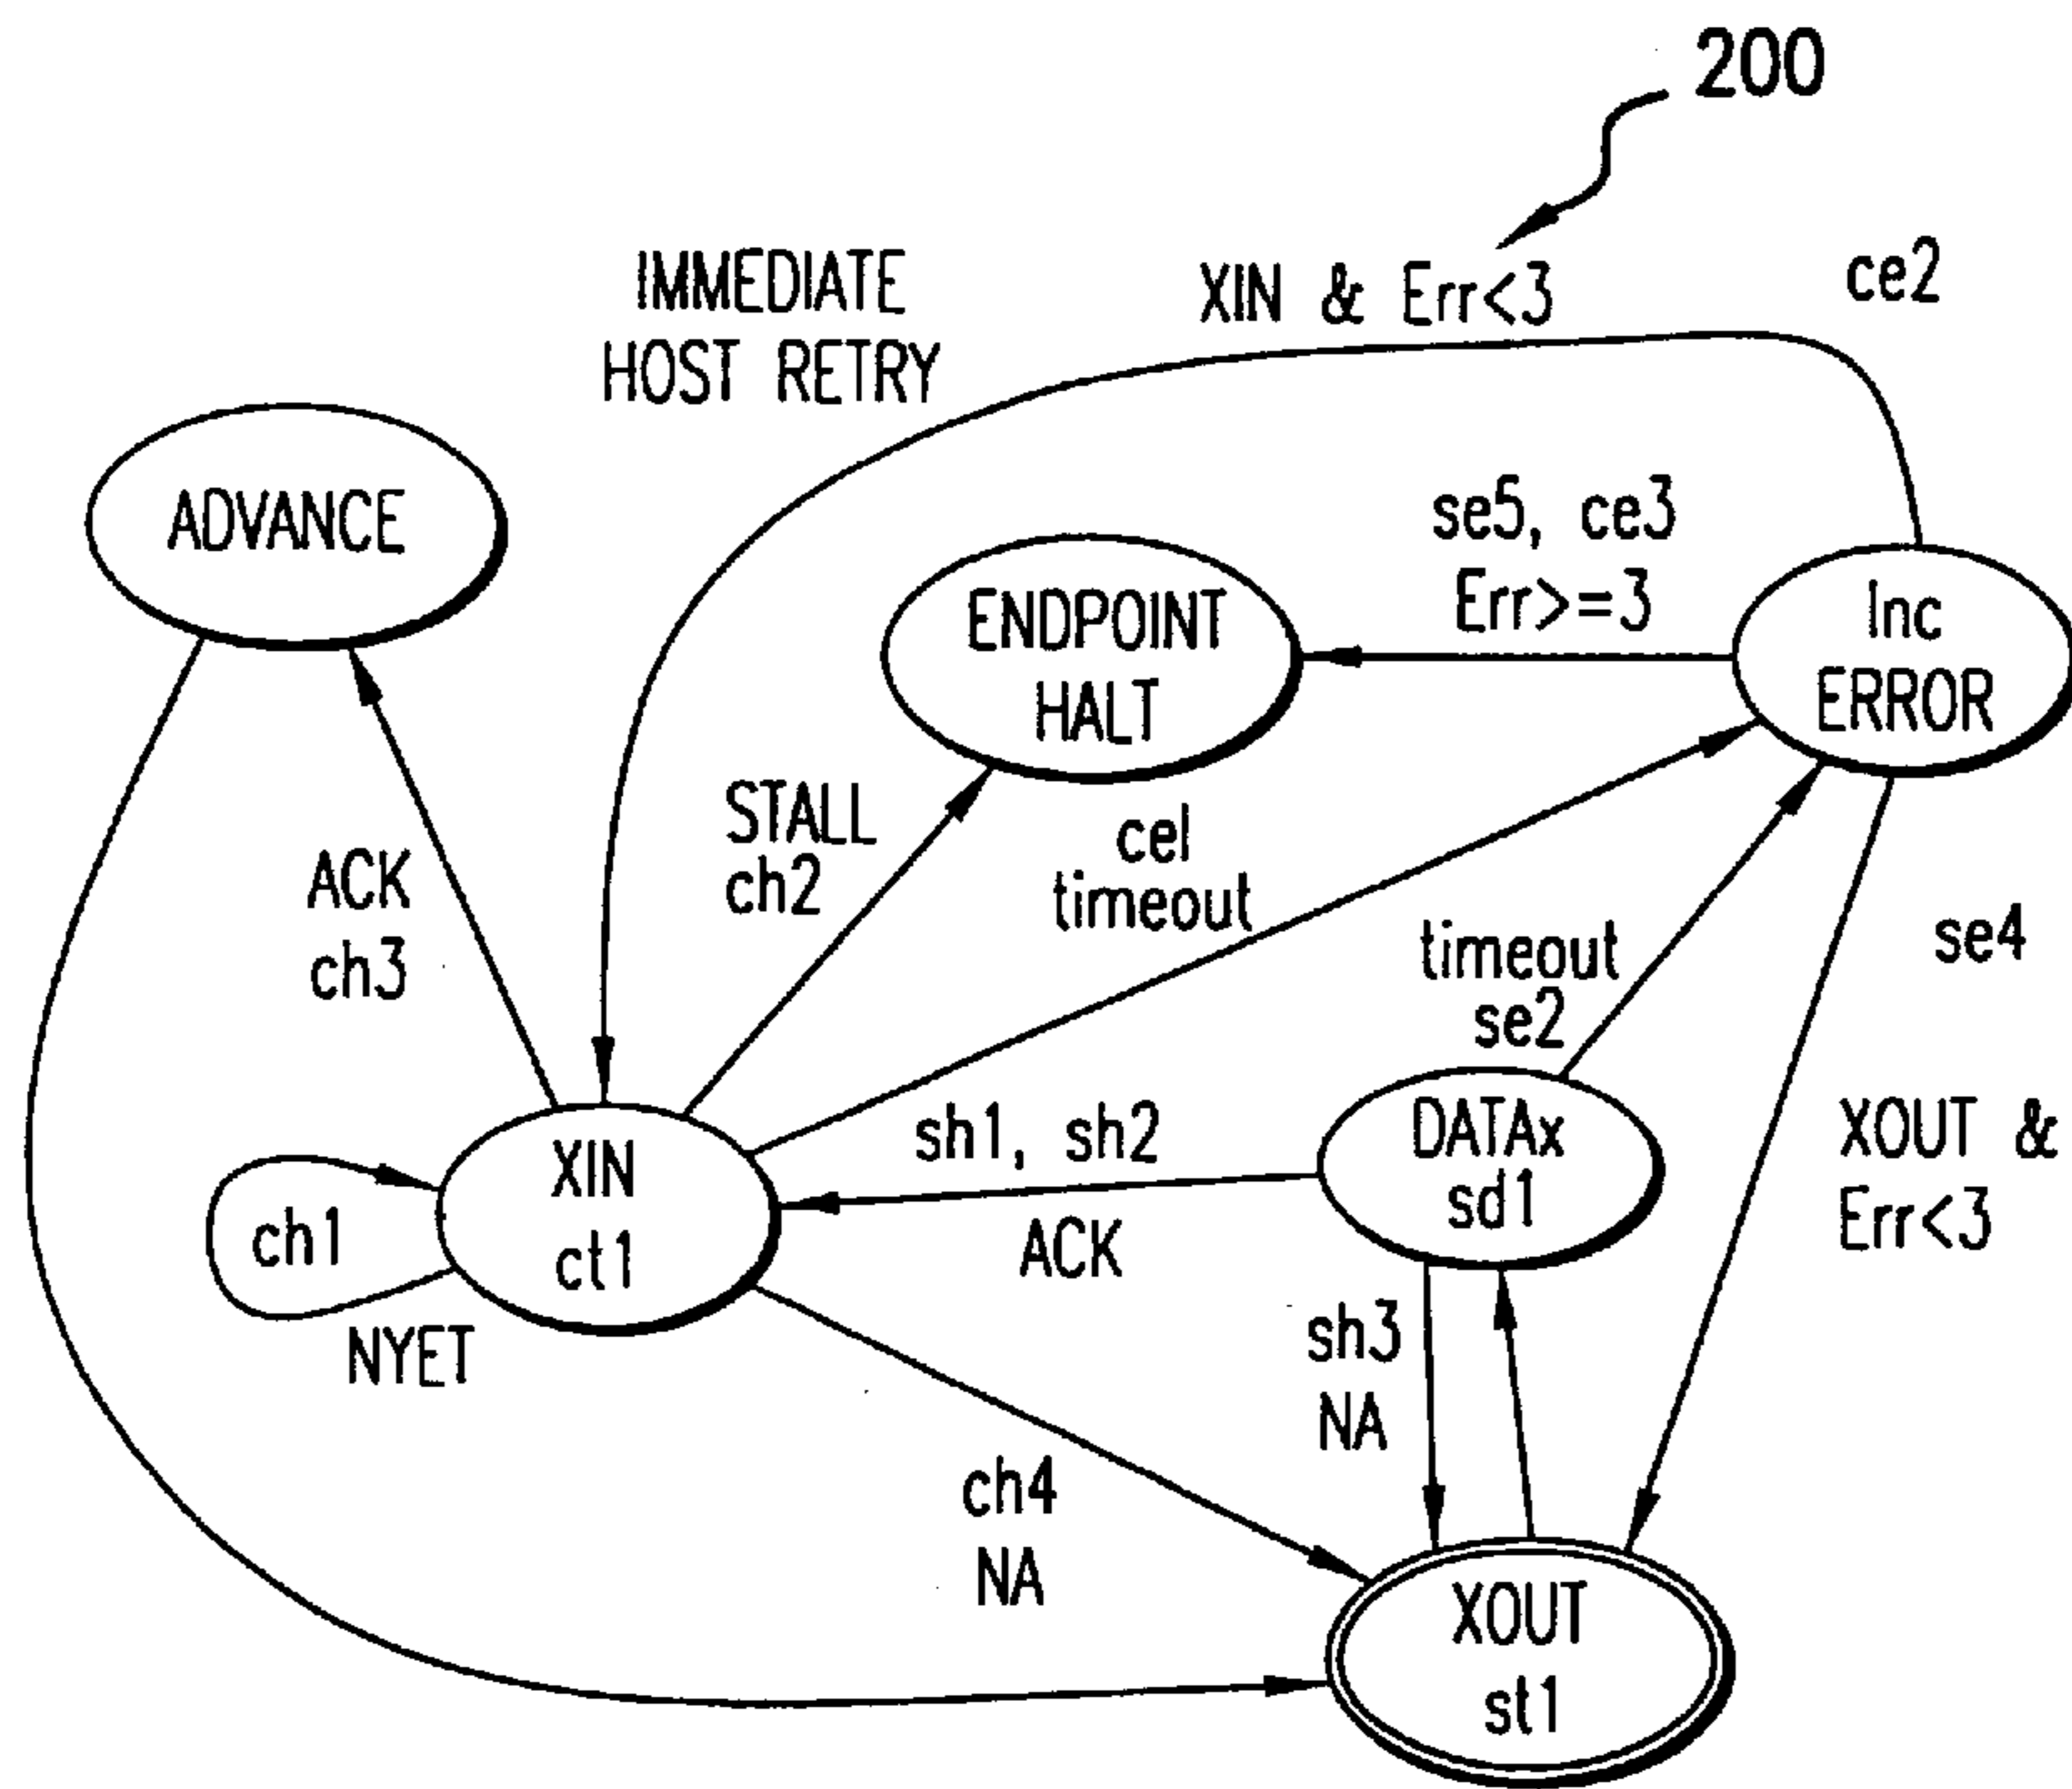 200
IMMEDIATE
HOST RETRY
XIN & Err<3
ce2
ADVANCE
se5, ce3
Err>=3
ENDPOINT
HALT
Inc
ERROR
STALL
ch2
cel
timeout
ACK
ch3
timeout
se2
se4
XIN
ct1
sh1, sh2
ACK
DATAx
sd1
XOUT &
Err<3
ch1
NYET
sh3
NA
ch4
NA
XOUT
st1